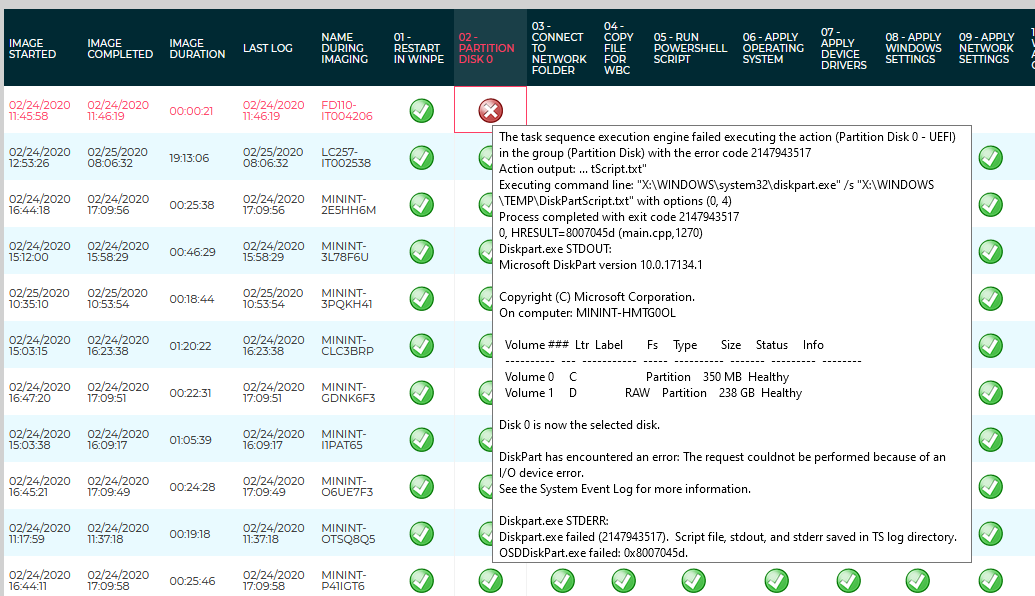 IMAGE STARTED
IMAGE COMPLETED
IMAGE DURATION
LAST LOG
NAME DURING IMAGING
01 - RESTART IN WINPE
02 - PARTITION DISK 0
03 - CONNECT TO NETWORK FOLDER
04 - COPY FILE FOR WBC
05 - RUN POWERSHELL SCRIPT
06 - APPLY OPERATING SYSTEM
07 - APPLY DEVICE DRIVERS
08 - APPLY WINDOWS SETTINGS
09 - APPLY NETWORK SETTINGS
02/24/2020 11:45:58 02/24/2020 11:46:19 00:00:21 02/24/2020 11:46:19 FD110-IT004206
02/24/2020 12:53:26 02/25/2020 08:06:32 19:13:06 02/25/2020 08:06:32 LC257-IT002538
02/24/2020 16:44:18 02/24/2020 17:09:56 00:25:38 02/24/2020 17:09:56 MININT-2E5HH6M
02/24/2020 15:12:00 02/24/2020 15:58:29 00:46:29 02/24/2020 15:58:29 MININT-3L78F6U
02/25/2020 10:35:10 02/25/2020 10:53:54 00:18:44 02/25/2020 10:53:54 MININT-3PQKH41
02/24/2020 15:03:15 02/24/2020 16:23:38 01:20:22 02/24/2020 16:23:38 MININT-CLC3BRP
02/24/2020 16:47:20 02/24/2020 17:09:51 00:22:31 02/24/2020 17:09:51 MININT-GDNK6F3
02/24/2020 15:03:38 02/24/2020 16:09:17 01:05:39 02/24/2020 16:09:17 MININT-I1PAT65
02/24/2020 16:45:21 02/24/2020 17:09:49 00:24:28 02/24/2020 17:09:49 MININT-O6UE7F3
02/24/2020 11:17:59 02/24/2020 11:37:18 00:19:18 02/24/2020 11:37:18 MININT-OTSQ8Q5
02/24/2020 16:44:11 02/24/2020 17:09:58 00:25:46 02/24/2020 17:09:58 MININT-P41IGT6
The task sequence execution engine failed executing the action (Partition Disk 0 - UEFI)
in the group (Partition Disk) with the error code 2147943517
Action output: ... tScript.txt"
Executing command line: "X:\WINDOWS\system32\diskpart.exe" /s "X:\WINDOWS
\TEMP\DiskPartScript.txt" with options (0, 4)
Process completed with exit code 2147943517
0, HRESULT=8007045d (main.cpp,1270)
Diskpart.exe STDOUT:
Microsoft DiskPart version 10.0.17134.1
Copyright (C) Microsoft Corporation.
On computer: MININT-HMTG0OL
Volume ### Ltr Label Fs Type Size Status Info
---------- --- ----------- ----- ---------- ------- --------- --------
Volume 0 C Partition 350 MB Healthy
Volume 1 D RAW Partition 238 GB Healthy
Disk 0 is now the selected disk.
DiskPart has encountered an error: The request couldnot be performed because of an
I/O device error.
See the System Event Log for more information.
Diskpart.exe STDERR:
Diskpart.exe failed (2147943517). Script file, stdout, and stderr saved in TS log directory.
OSDDiskPart.exe failed: 0x8007045d.